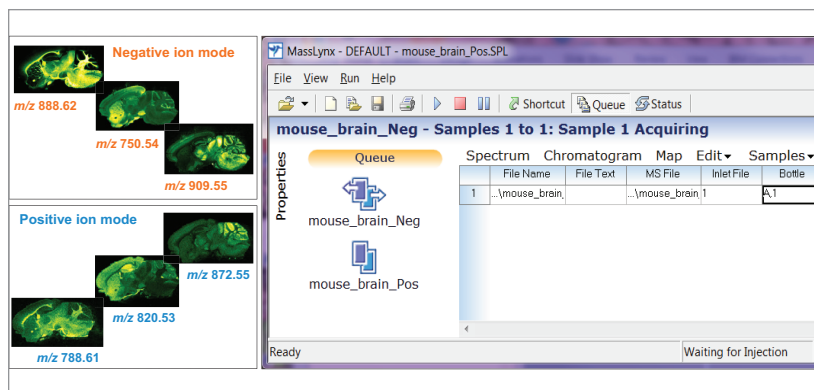 Negative ion mode
m/z 888.62
m/z 750.54
m/z 909.55
Positive ion mode
m/z 872.55
m/z 820.53
m/z 788.61
MassLynx - DEFAULT - mouse_brain_Pos.SPL
File View Run Help
Shortcut Queue Status
mouse_brain_Neg - Samples 1 to 1: Sample 1 Acquiring
Properties
Queue
mouse_brain_Neg
mouse_brain_Pos
Spectrum Chromatogram Map Edit Samples
File Name File Text MS File Inlet File Bottle
1 ...\mouse_brain_ ...\mouse_brain 1 A,1
Ready Waiting for Injection